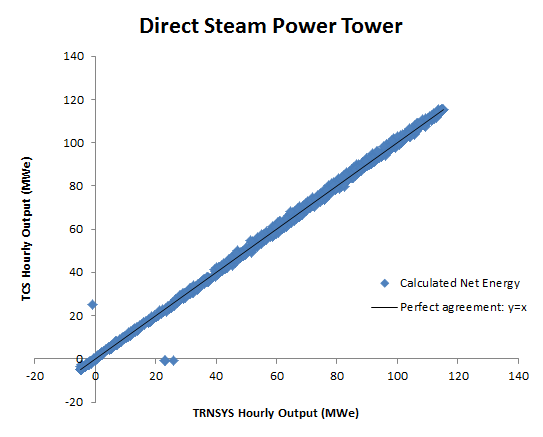 Direct Steam Power Tower
140
120
100
80
60
40
20
0
-20
-20 0 20 40 60 80 100 120 140
TCS Hourly Output (MWe)
TRNSYS Hourly Output (MWe)
Calculated Net Energy
Perfect agreement: y=x